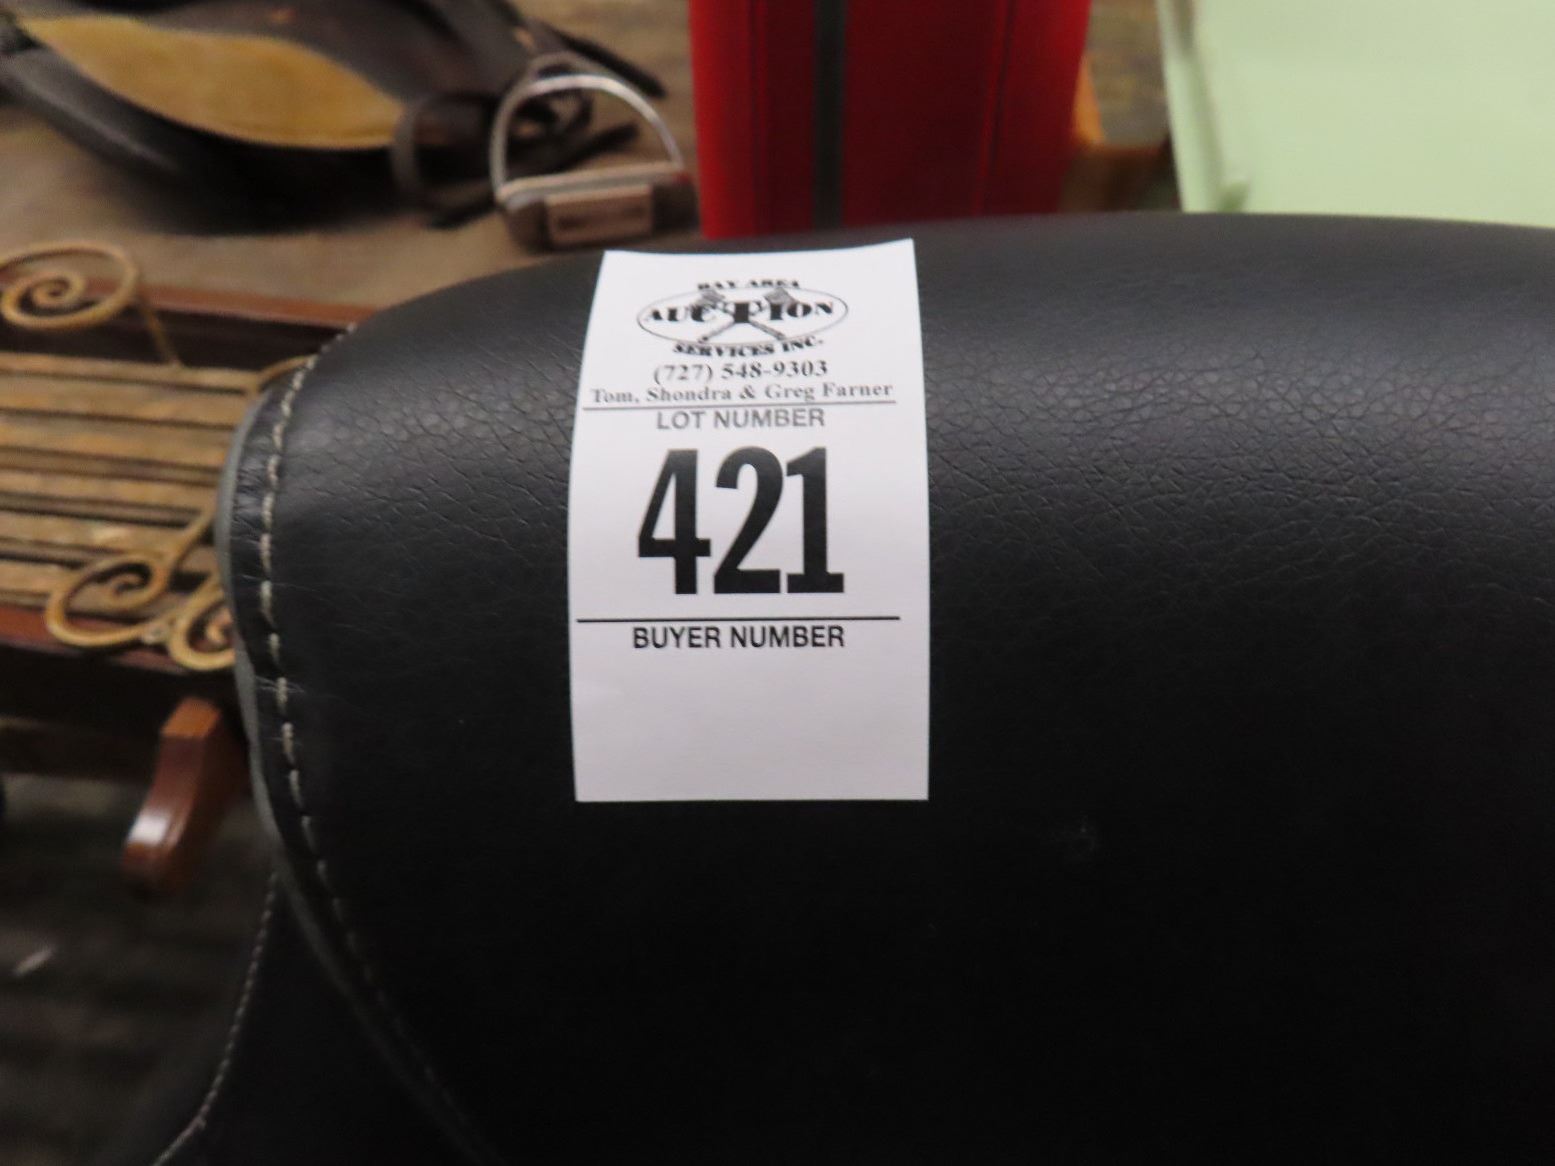 BAY AREA
AUCTION
SERVICES INC.
(727) 548-9303
Tom, Shondra & Greg Farner
LOT NUMBER
421
BUYER NUMBER